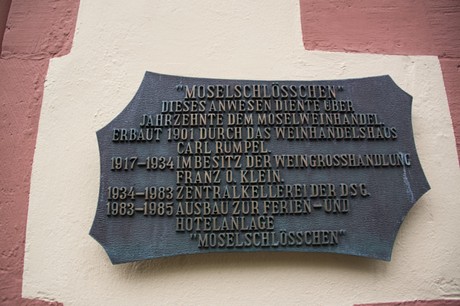 "MOSELSCHLÖSSCHEN"
DIESES ANWESEN DIENTE ÜBER
JAHRZEHNTE DEM MOSELWEINHANDEL.
ERBAUT 1901 DURCH DAS WEINHANDELSHAUS
CARL RUMPEL.
1917-1934 IM BESITZ DER WEINGROSSHANDLUNG
FRANZ O. KLEIN.
1934-1983 ZENTRALKELLEREI DER D S G.
1983-1985 AUSBAU ZUR FERIEN- UND
HOTELANLAGE
"MOSELSCHLÖSSCHEN"